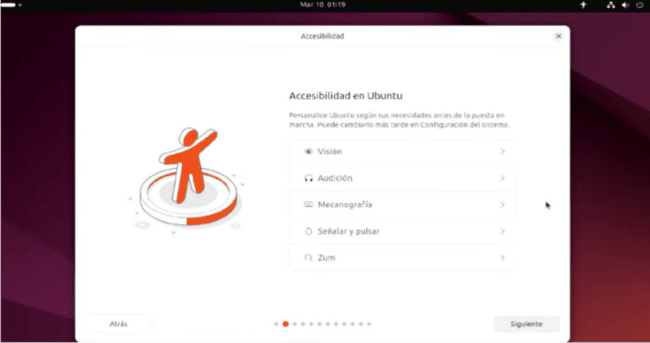 Mar 10 01:19
Accesibilidad
Accesibilidad en Ubuntu
Personalice Ubuntu según sus necesidades antes de la puesta en
marcha. Puede cambiarlo más tarde en Configuración del sistema.
Visión
Audición
Mecanografía
Señalar y pulsar
Zum
Atrás
Siguiente